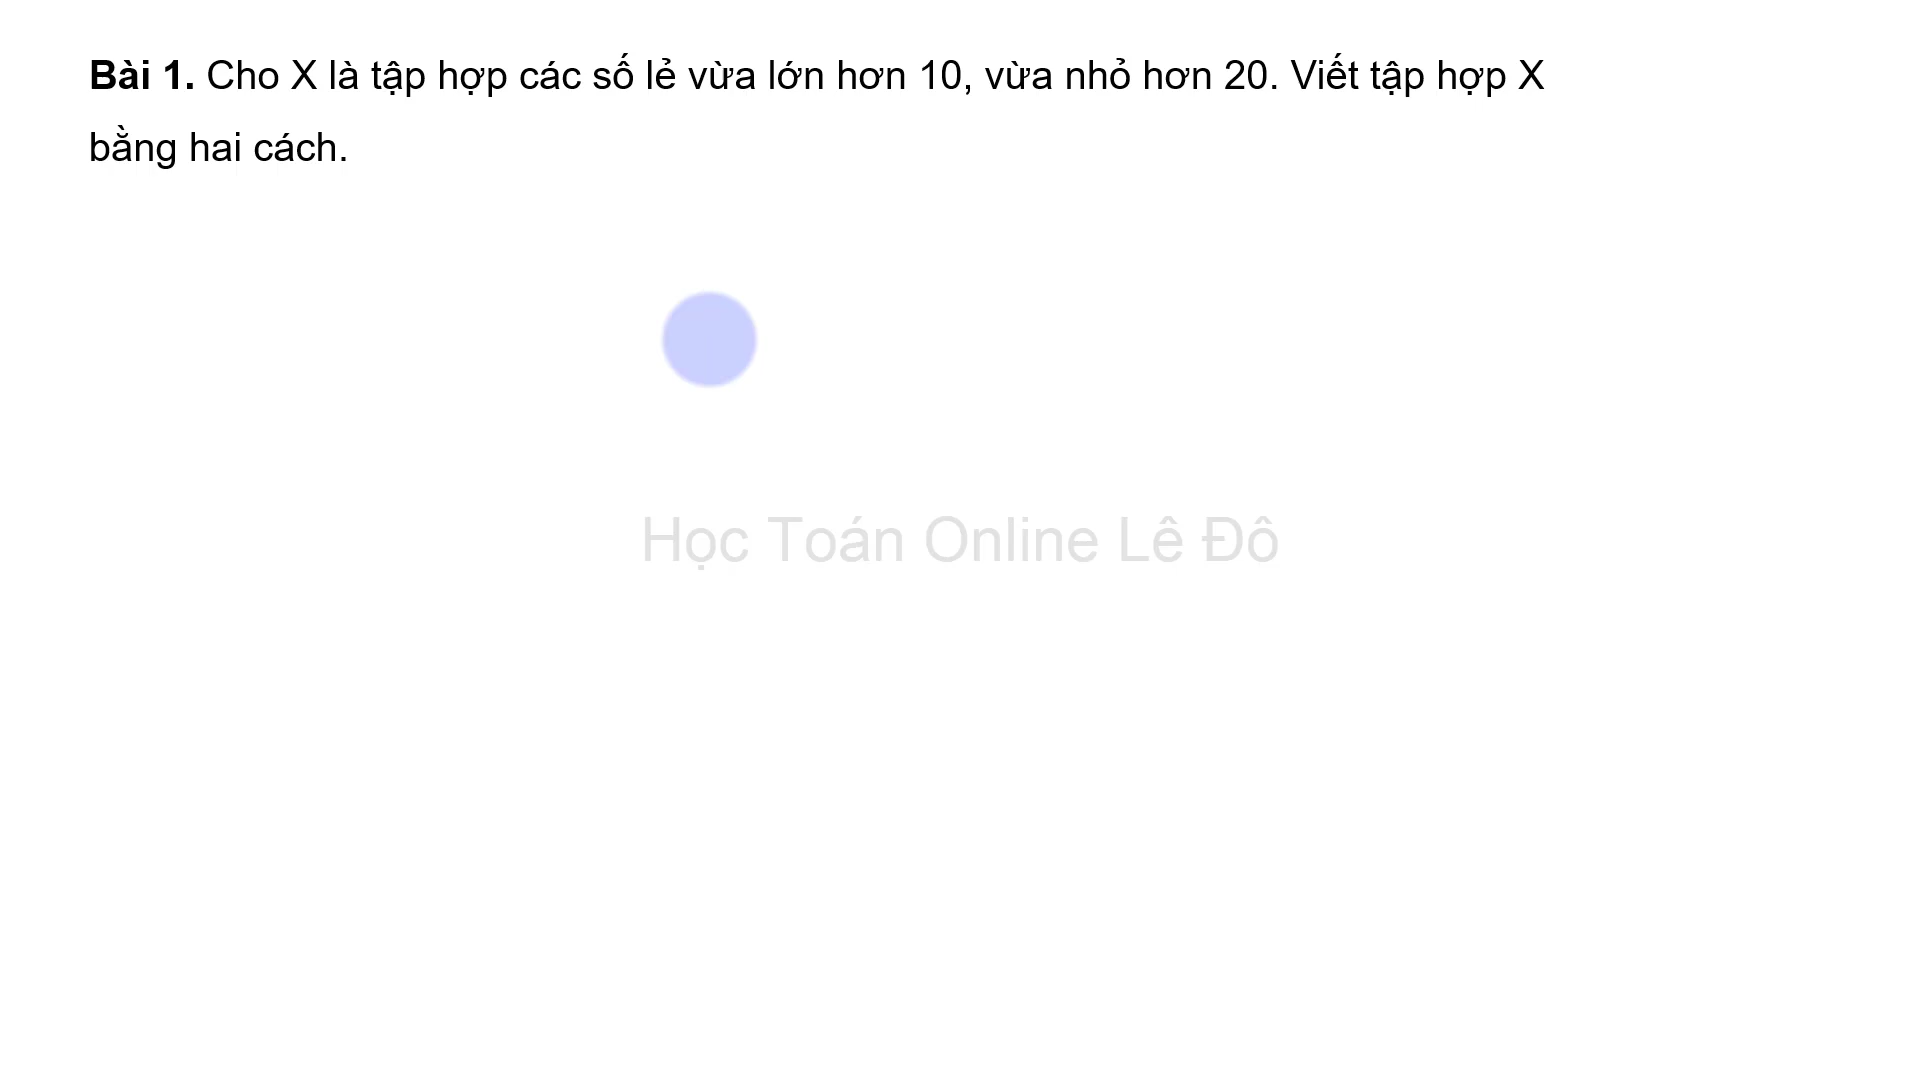 Bài 1. Cho X là tập hợp các số lẻ vừa lớn hơn 10, vừa nhỏ hơn 20. Viết tập hợp X
bằng hai cách.
Học Toán Online Lê Đô